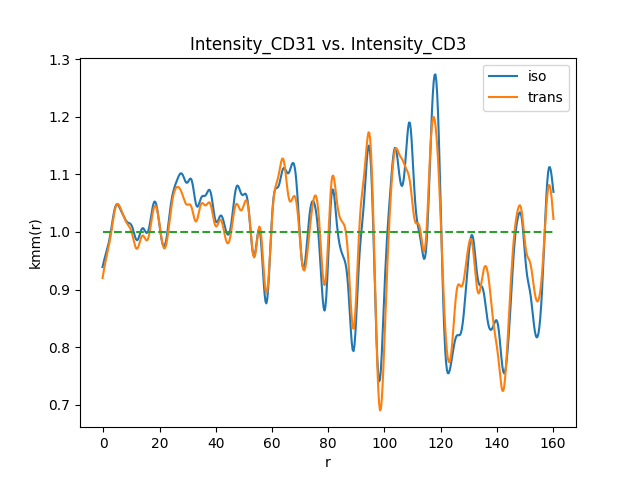 Intensity_CD31 vs. Intensity_CD3
iso
trans
1.3
1.2
1.1
1.0
0.9
0.8
0.7
kmm(r)
0 20 40 60 80 100 120 140 160
r